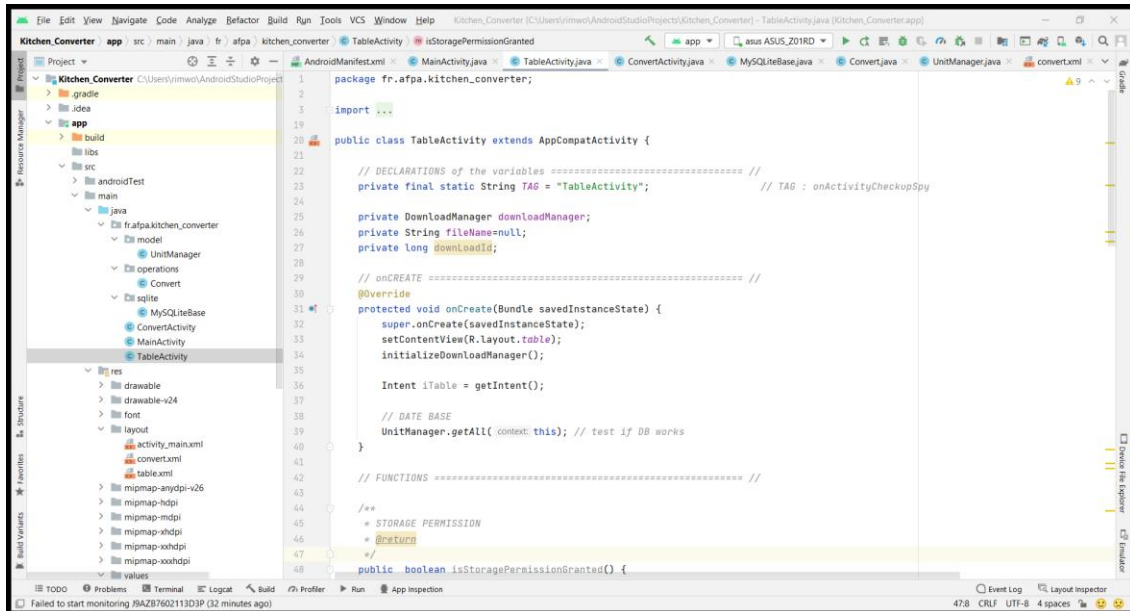 File Edit View Navigate Code Analyze Refactor Build Run Tools VCS Window Help Kitchen_Converter [C:\Users\rimwo\AndroidStudioProjects\Kitchen_Converter] - TableActivity.java [Kitchen_Converter.app]
Kitchen_Converter app src main java fr afpa kitchen_converter TableActivity isStoragePermissionGranted app asus ASUS_Z01RD
Project
AndroidManifest.xml MainActivity.java TableActivity.java ConvertActivity.java MySQLiteBase.java Convert.java UnitManager.java convert.xml
Project
Resource Manager
Structure
Favorites
Build Variants
Kitchen_Converter C:\Users\rimwo\AndroidStudioProject
.gradle
.idea
app
build
libs
src
androidTest
main
java
fr.afpa.kitchen_converter
model
UnitManager
operations
Convert
sqlite
MySQLiteBase
ConvertActivity
MainActivity
TableActivity
res
drawable
drawable-v24
font
layout
activity_main.xml
convert.xml
table.xml
mipmap-anydpi-v26
mipmap-hdpi
mipmap-mdpi
mipmap-xhdpi
mipmap-xxhdpi
mipmap-xxxhdpi
values
1 package fr.afpa.kitchen_converter;
2
3 import ...
19
20 public class TableActivity extends AppCompatActivity {
21
22 // DECLARATIONS of the variables ================================= //
23 private final static String TAG = "TableActivity"; // TAG : onActivityCheckupSpy
24
25 private DownloadManager downloadManager;
26 private String fileName=null;
27 private long downLoadId;
28
29 // onCREATE ====================================================== //
30 @Override
31 protected void onCreate(Bundle savedInstanceState) {
32 super.onCreate(savedInstanceState);
33 setContentView(R.layout.table);
34 initializeDownloadManager();
35
36 Intent iTable = getIntent();
37
38 // DATE BASE
39 UnitManager.getAll( context: this); // test if DB works
40 }
41
42 // FUNCTIONS ===================================================== //
43
44 /**
45 * STORAGE PERMISSION
46 * @return
47 */
48 public boolean isStoragePermissionGranted() {
9
Gradle
Device File Explorer
Emulator
TODO Problems Terminal Logcat Build Profiler Run App Inspection Event Log Layout Inspector
Failed to start monitoring J9AZB7602113D3P (32 minutes ago) 47:8 CRLF UTF-8 4 spaces